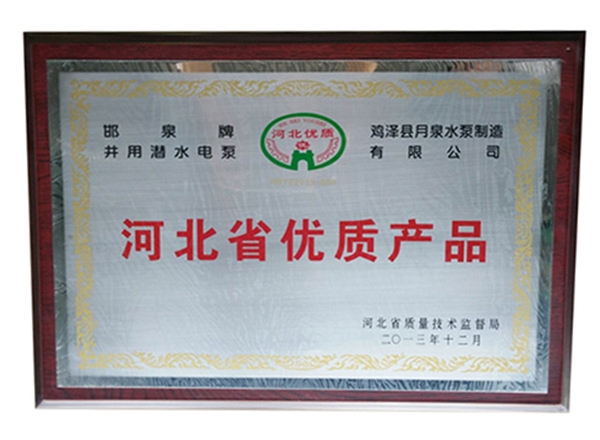 邯泉牌
井用潜水电泵
河北优质
鸡泽县月泉水泵制造
有限公司
河北省优质产品
河北省质量技术监督局
二〇一三年十二月